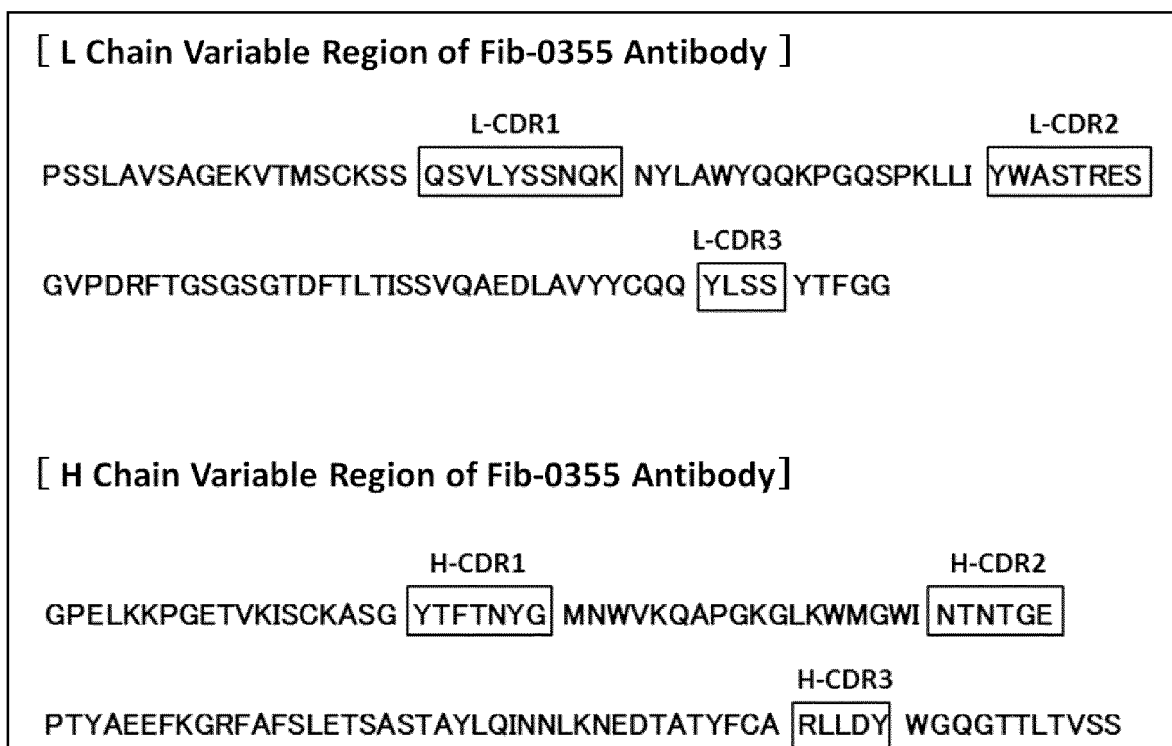 [ L Chain Variable Region of Fib-0355 Antibody ]
L-CDR1 L-CDR2
PSSLAVSAGEKVTMSCKSS QSVLYSSNQK NYLAWYQQKPGQSPKLLI YWASTRES
L-CDR3
GVPDRFTGSGSGTDFTLTISSVQAEDLAVYYCQQ YLSS YTFGG
[ H Chain Variable Region of Fib-0355 Antibody]
H-CDR1 H-CDR2
GPELKKPGETVKISCKASG YTFTNYG MNWVKQAPGKGLKWMGWI NTNTGE
H-CDR3
PTYAEEFKGRFAFSLETSASTAYLQINNLKNEDTATYFCA RLLDY WGQGTTLTVSS